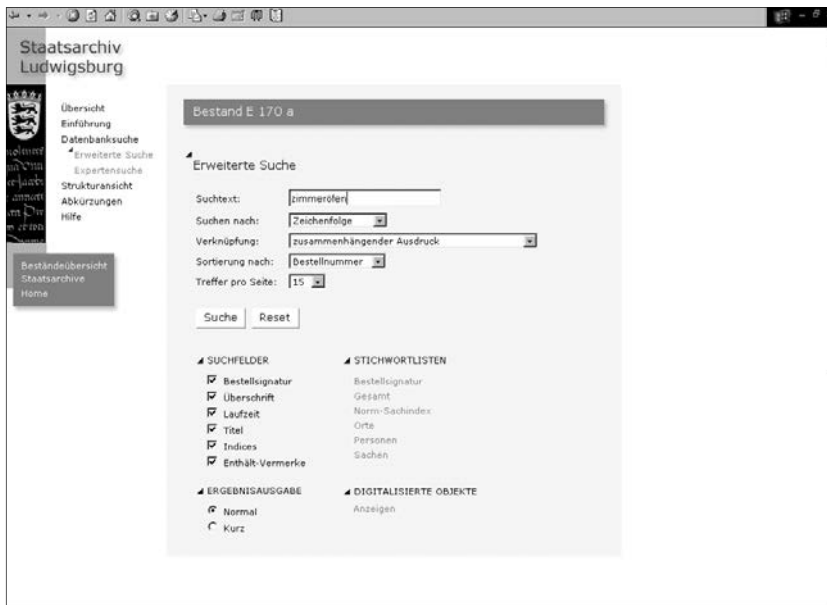 Staatsarchiv
Ludwigsburg
Übersicht
Einführung
Datenbanksuche
Erweiterte Suche
Expertensuche
Strukturansicht
Abkürzungen
Hilfe
Beständeübersicht
Staatsarchive
Home
Bestand E 170 a
Erweiterte Suche
Suchtext: zimmeröfen
Suchen nach: Zeichenfolge
Verknüpfung: zusammenhängender Ausdruck
Sortierung nach: Bestellnummer
Treffer pro Seite: 15
Suche Reset
SUCHFELDER
Bestellsignatur
Überschrift
Laufzeit
Titel
Indices
Enthält-Vermerke
STICHWORTLISTEN
Bestellsignatur
Gesamt
Norm-Sachindex
Orte
Personen
Sachen
ERGEBNISAUSGABE
Normal
Kurz
DIGITALISIERTE OBJEKTE
Anzeigen